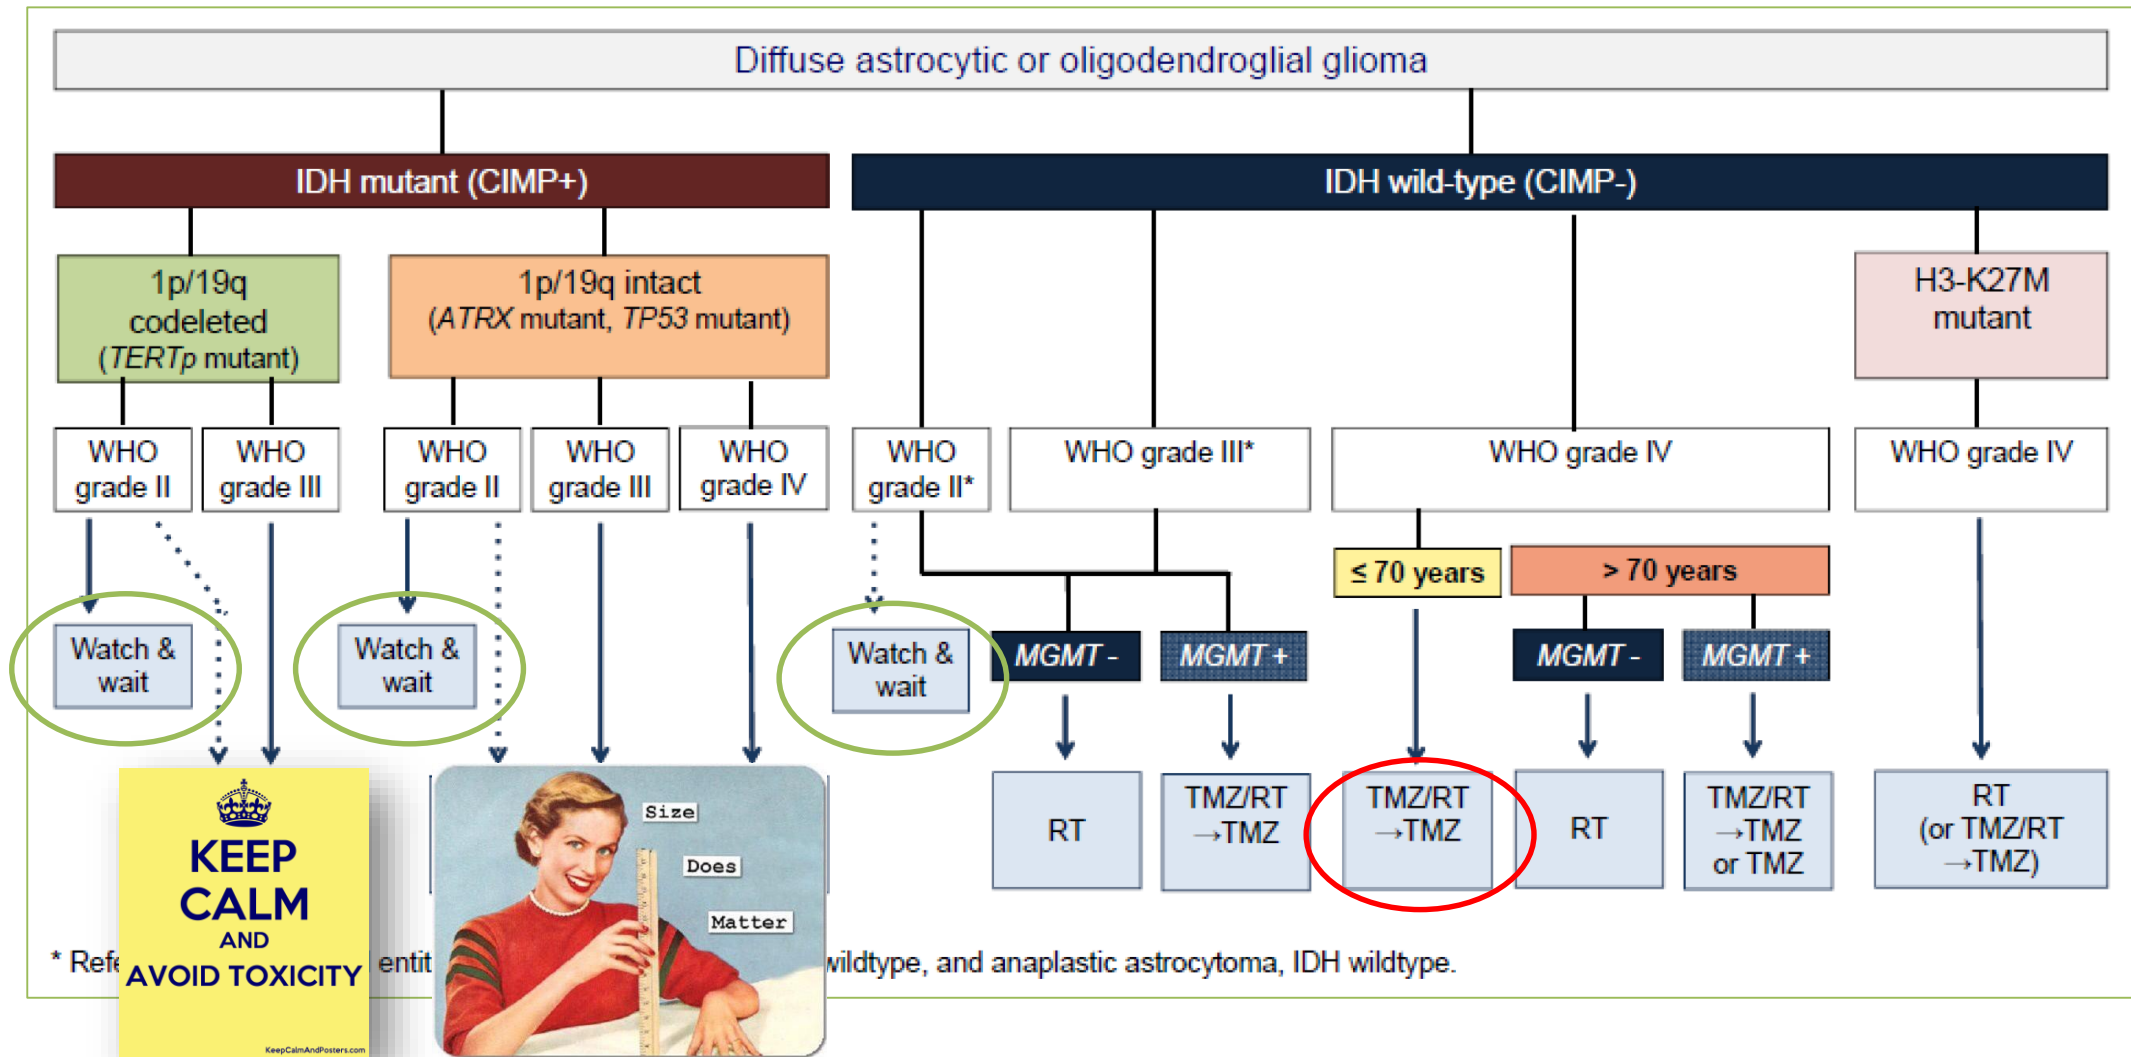 Diffuse astrocytic or oligodendroglial glioma
IDH mutant (CIMP+)
IDH wild-type (CIMP-)
1p/19q
codeleted
(TERTp mutant)
1p/19q intact
(ATRX mutant, TP53 mutant)
H3-K27M
mutant
WHO
grade II
WHO
grade III
WHO
grade II
WHO
grade III
WHO
grade IV
WHO
grade II*
WHO grade III*
WHO grade IV
WHO grade IV
≤ 70 years
> 70 years
Watch &
wait
Watch &
wait
Watch &
wait
MGMT -
MGMT +
MGMT -
MGMT +
RT
TMZ/RT
→TMZ
TMZ/RT
→TMZ
RT
TMZ/RT
→TMZ
or TMZ
RT
(or TMZ/RT
→TMZ)
KEEP
CALM
AND
AVOID TOXICITY
KeepCalmAndPosters.com
Size
Does
Matter
* Refe entit wildtype, and anaplastic astrocytoma, IDH wildtype.